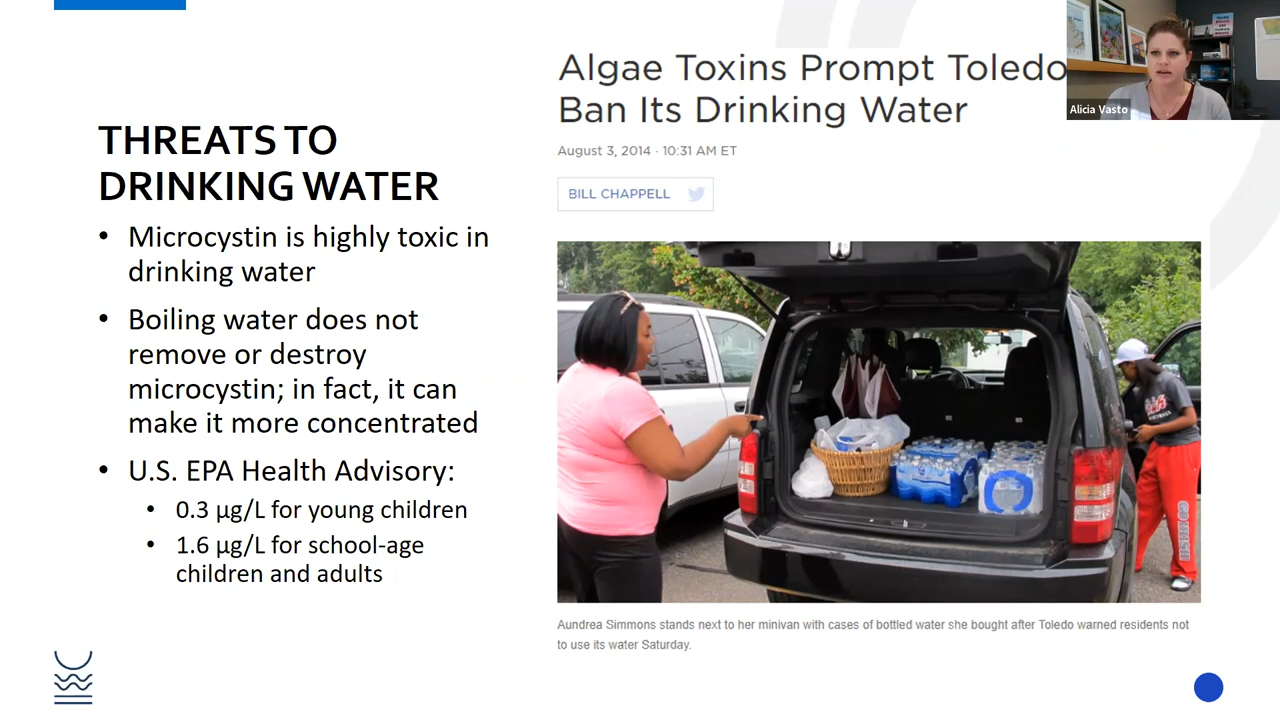 THREATS TO
DRINKING WATER
• Microcystin is highly toxic in
drinking water
• Boiling water does not
remove or destroy
microcystin; in fact, it can
make it more concentrated
• U.S. EPA Health Advisory:
• 0.3 µg/L for young children
• 1.6 µg/L for school-age
children and adults
Algae Toxins Prompt Toledo
Ban Its Drinking Water
August 3, 2014 · 10:31 AM ET
BILL CHAPPELL
Aundrea Simmons stands next to her minivan with cases of bottled water she bought after Toledo warned residents not
to use its water Saturday.
Alicia Vasto